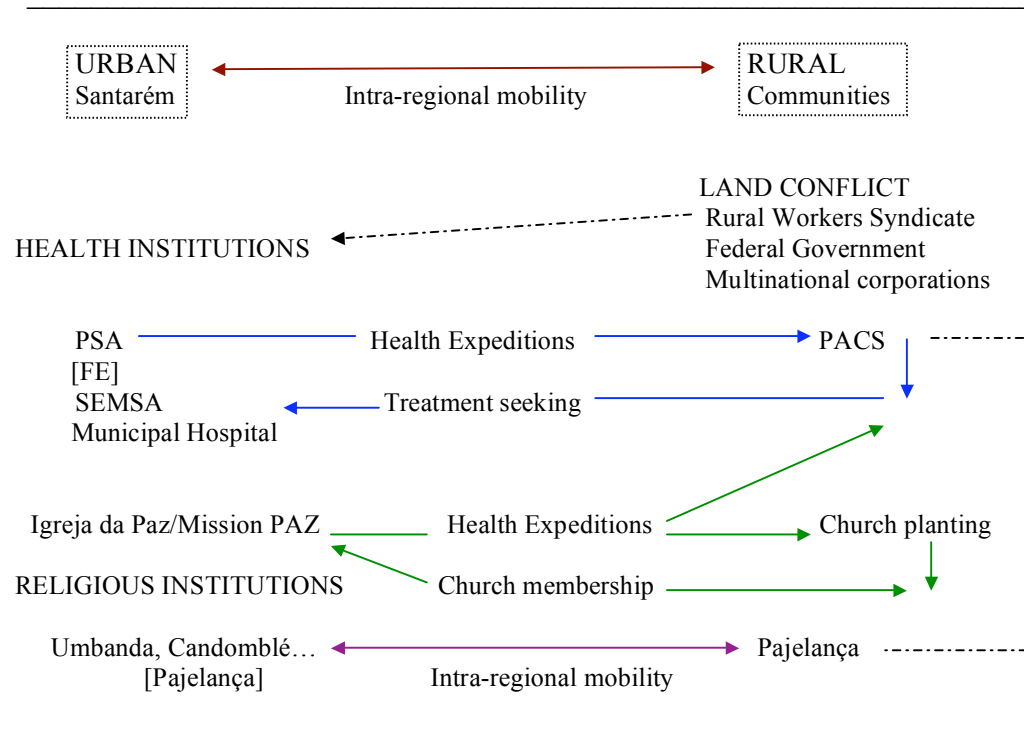 URBAN
Santarém
Intra-regional mobility
RURAL
Communities
LAND CONFLICT
Rural Workers Syndicate
Federal Government
Multinational corporations
HEALTH INSTITUTIONS
PSA
Health Expeditions
PACS
[FE]
SEMSA
Treatment seeking
Municipal Hospital
Igreja da Paz/Mission PAZ
Health Expeditions
Church planting
RELIGIOUS INSTITUTIONS
Church membership
Umbanda, Candomblé…
Pajelança
[Pajelança]
Intra-regional mobility